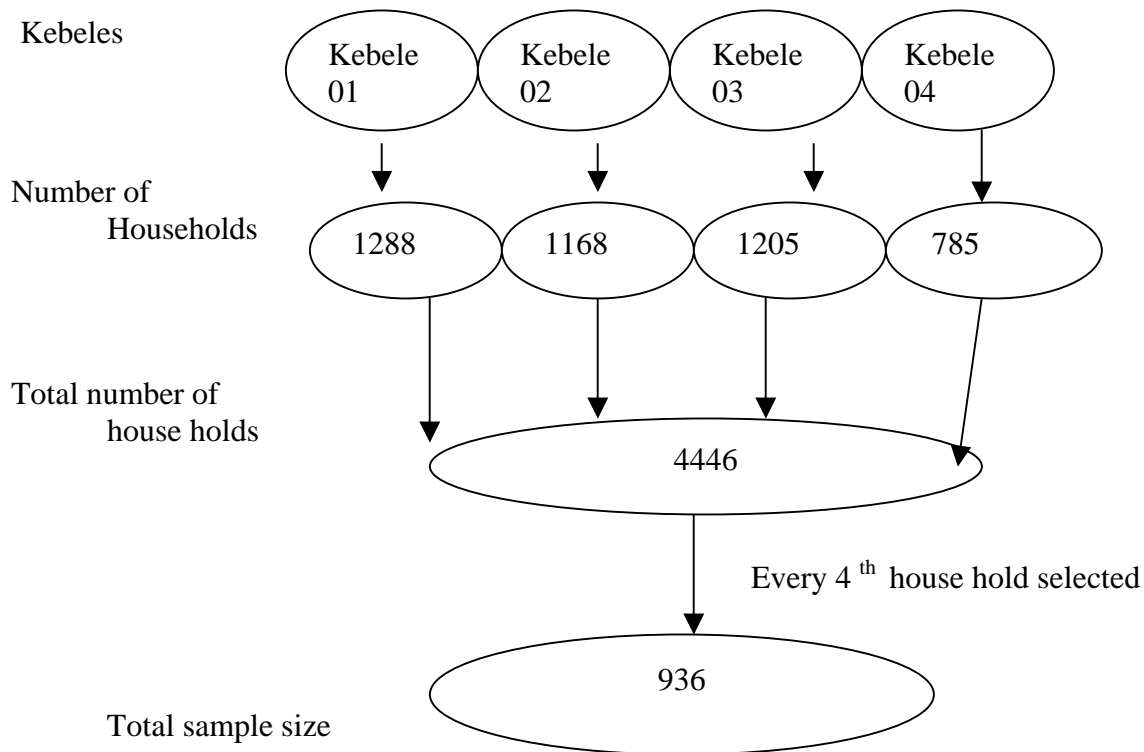 Kebeles
Kebele
01
Kebele
02
Kebele
03
Kebele
04
Number of
Households
1288
1168
1205
785
Total number of
house holds
4446
Every 4 th house hold selected
936
Total sample size